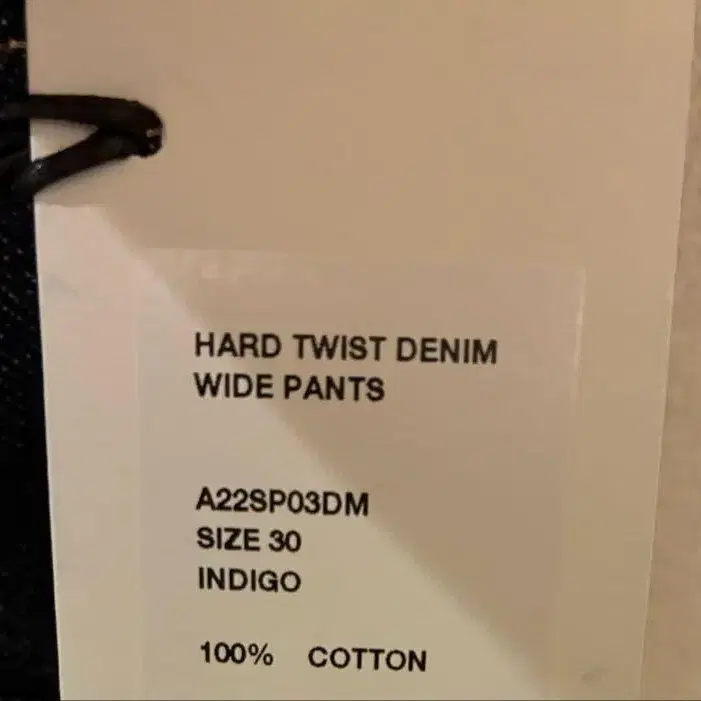 HARD TWIST DENIM
WIDE PANTS
A22SP03DM
SIZE 30
INDIGO
100% COTTON